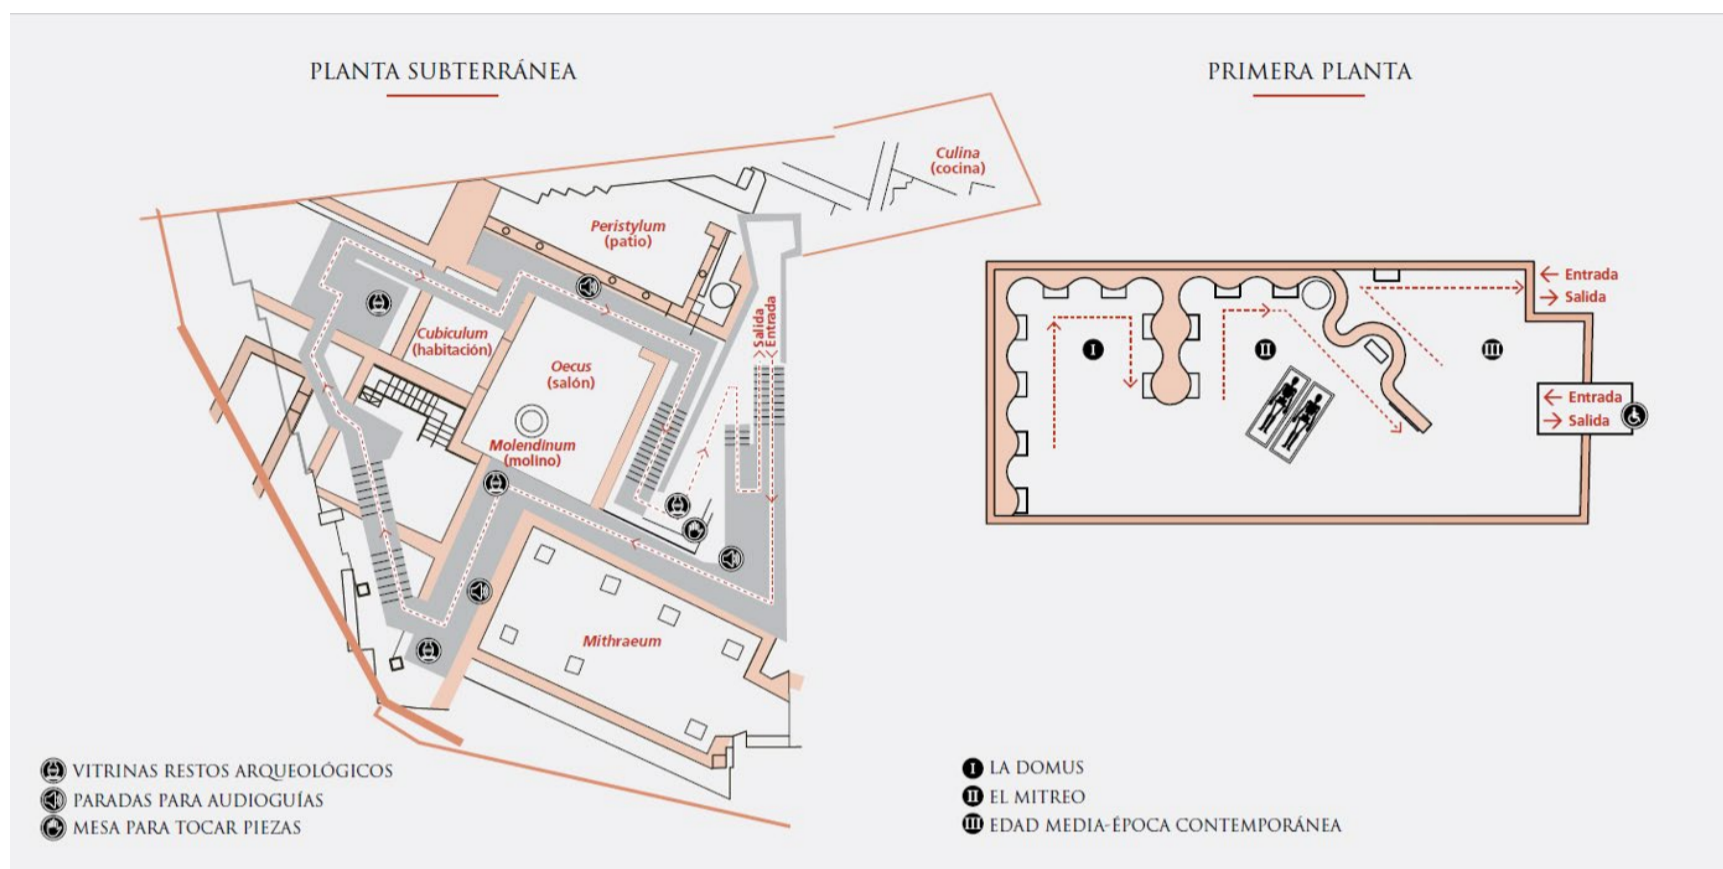 PLANTA SUBTERRÁNEA
PRIMERA PLANTA
Culina
(cocina)
Peristylum
(patio)
Cubiculum
(habitación)
Oecus
(salón)
Molendinum
(molino)
Salida
Entrada
Mithraeum
VITRINAS RESTOS ARQUEOLÓGICOS
PARADAS PARA AUDIOGUÍAS
MESA PARA TOCAR PIEZAS
Entrada
Salida
I
II
III
Entrada
Salida
I LA DOMUS
II EL MITREO
III EDAD MEDIA-ÉPOCA CONTEMPORÁNEA